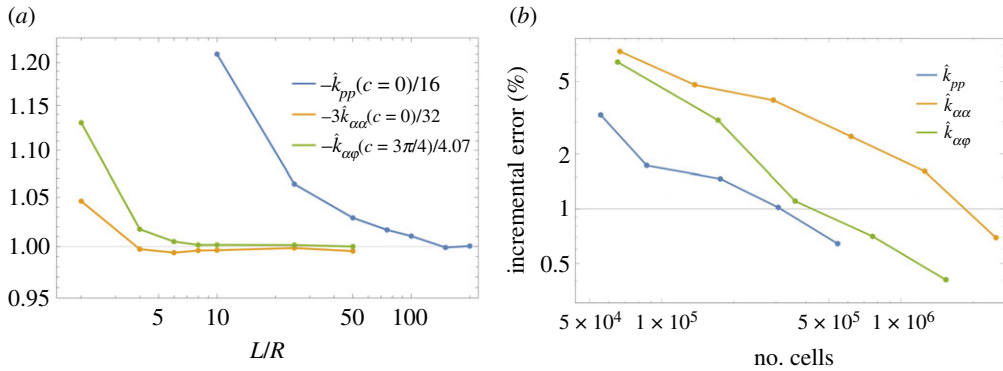 (a)
1.20
1.15
1.10
1.05
1.00
0.95
5 10 50 100
L/R
–k̂pp(c = 0)/16
–3k̂αα(c = 0)/32
–k̂αφ(c = 3π/4)/4.07
(b)
incremental error (%)
5
2
1
0.5
5 × 10⁴ 1 × 10⁵ 5 × 10⁵ 1 × 10⁶
no. cells
k̂pp
k̂αα
k̂αφ